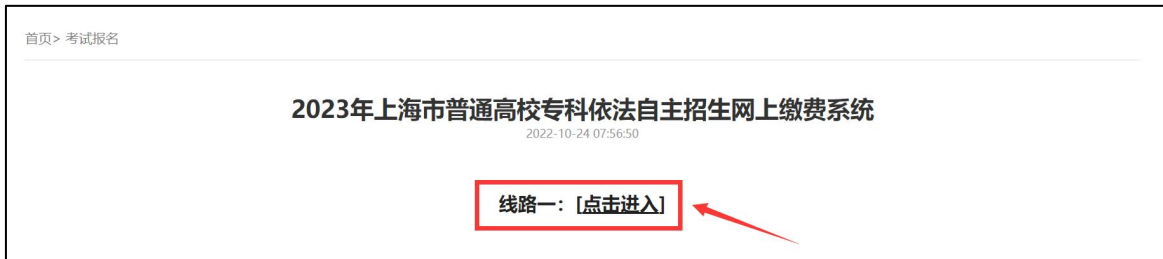 首页> 考试报名
2023年上海市普通高校专科依法自主招生网上缴费系统
2022-10-24 07:56:50
线路一：[点击进入]